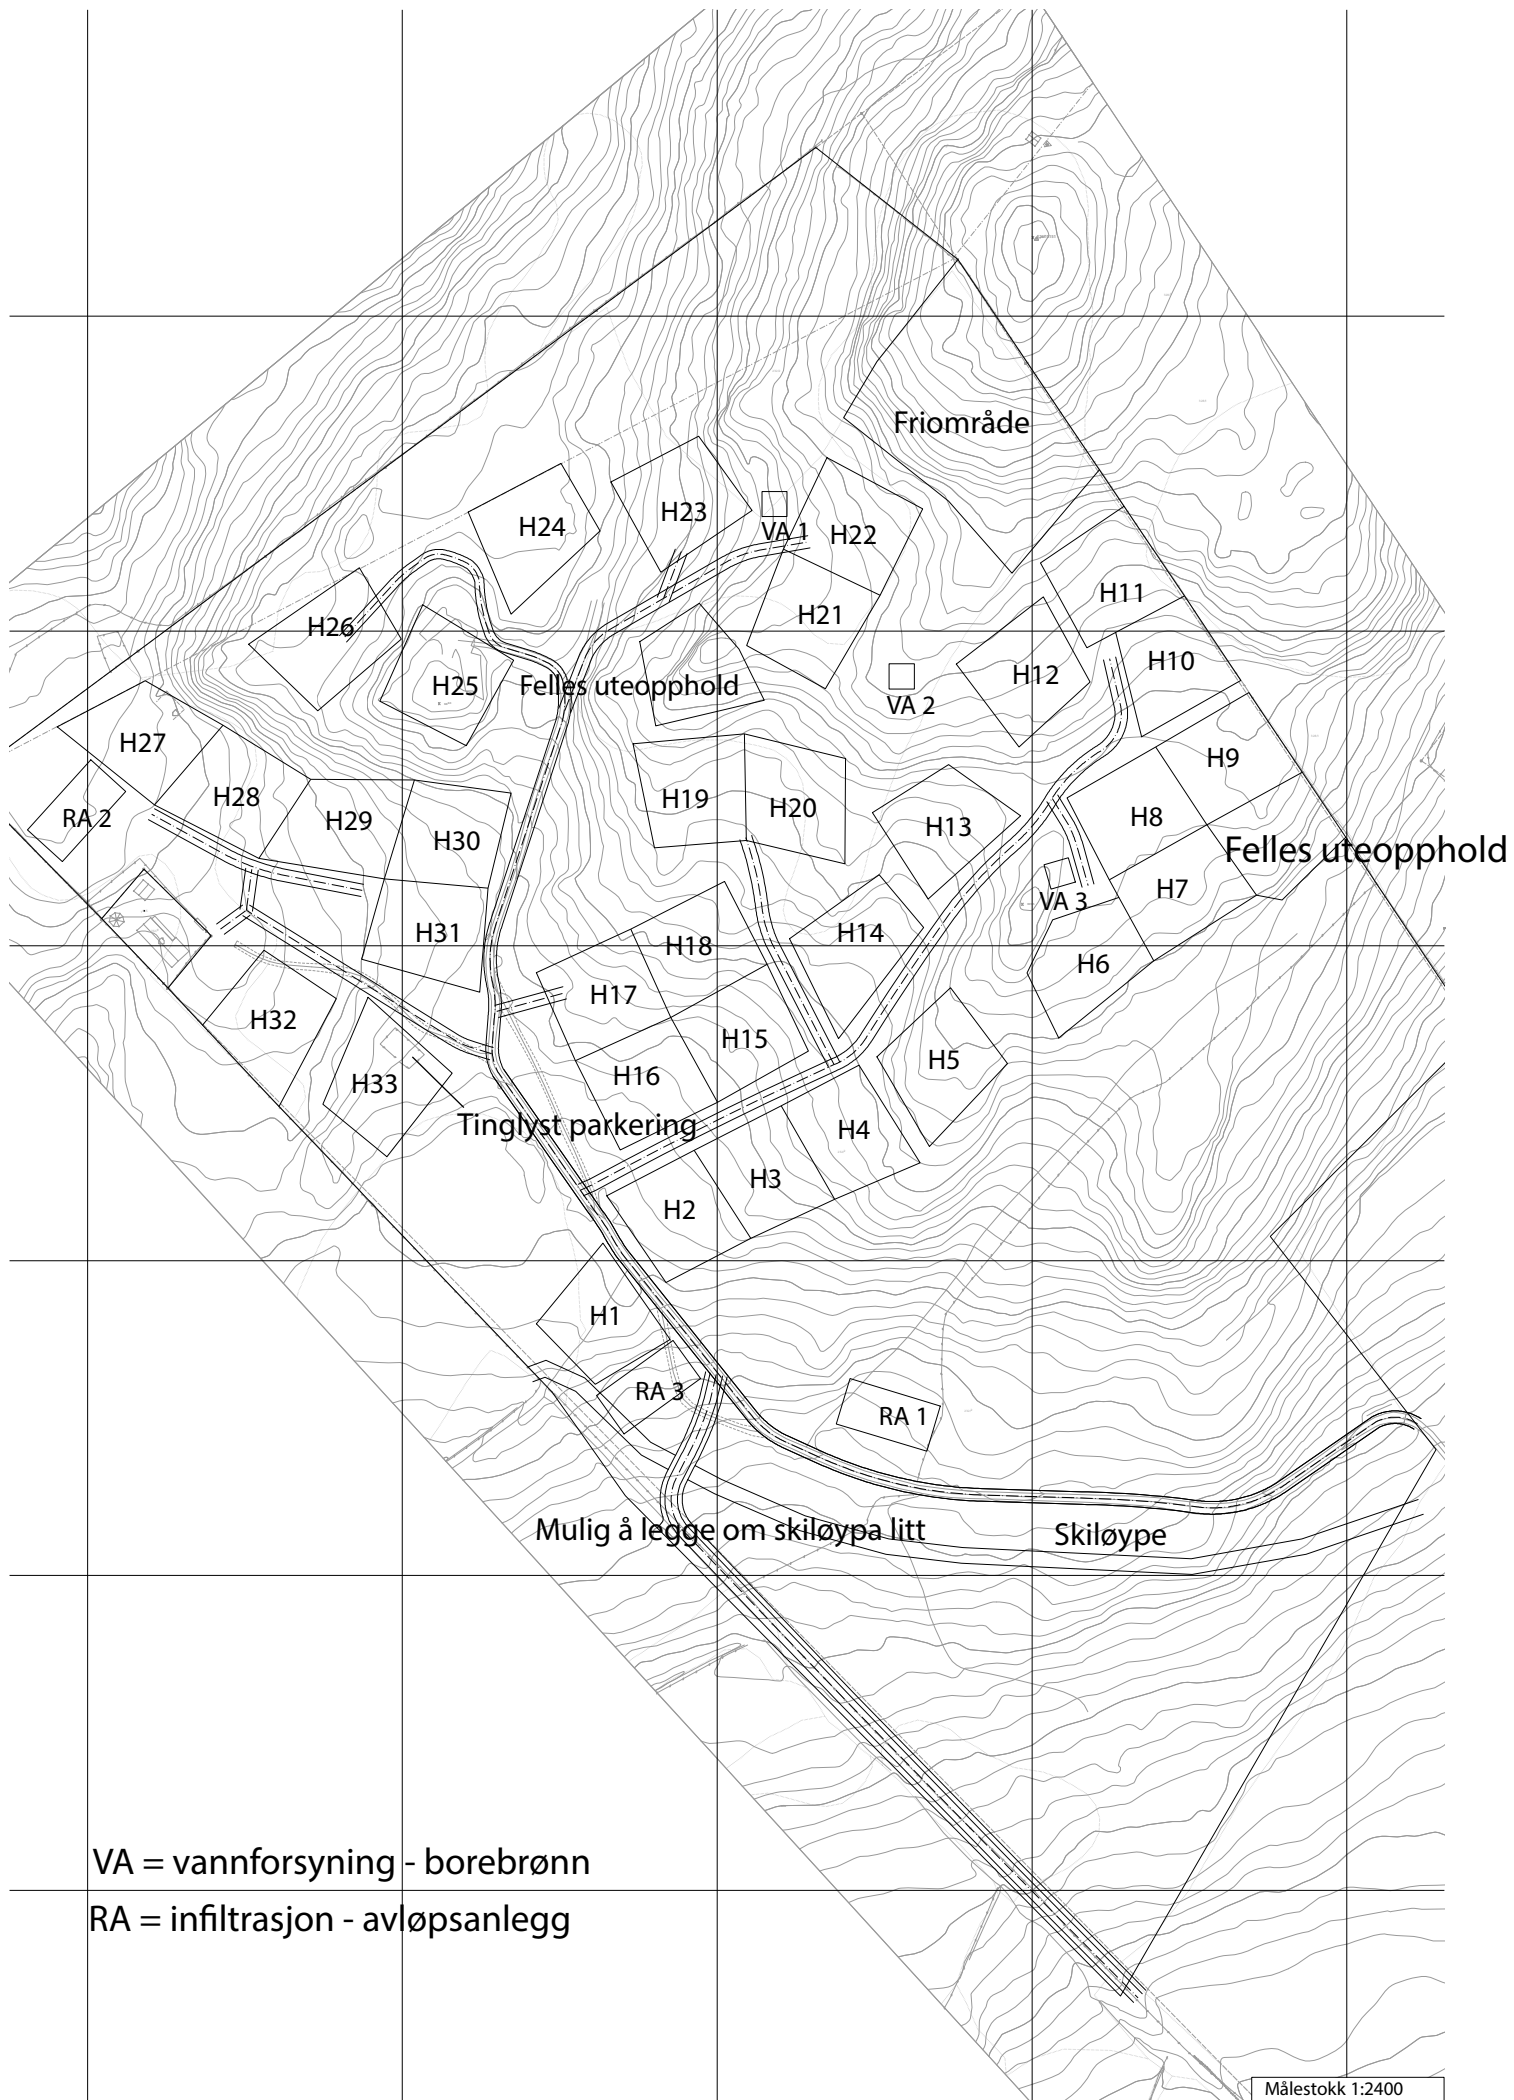 Friområde
H24
H23
VA 1
H22
H11
H21
H26
H10
H12
H25
Felles uteopphold
VA 2
H27
H9
H28
H19
H20
RA 2
H29
H13
H8
H30
Felles uteopphold
H7
VA 3
H31
H14
H18
H6
H17
H32
H15
H5
H16
H33
Tinglyst parkering
H4
H3
H2
H1
RA 3
RA 1
Mulig å legge om skiløypa litt
Skiløype
VA = vannforsyning - borebrønn
RA = infiltrasjon - avløpsanlegg
Målestokk 1:2400